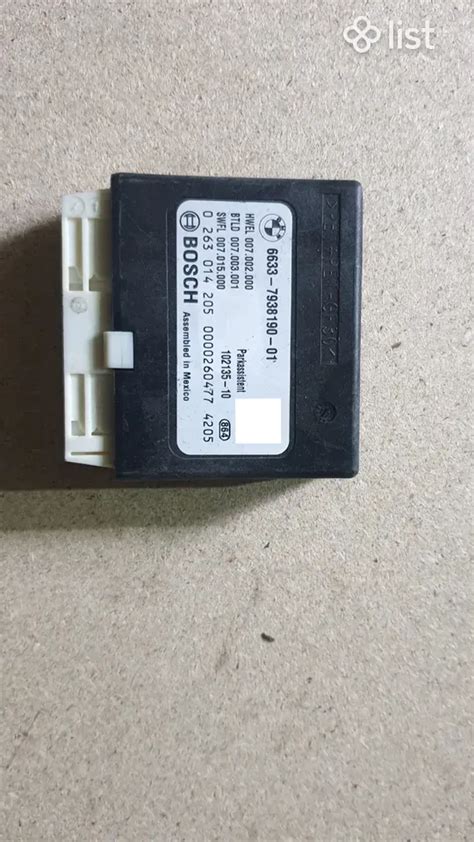 list
6633-7938190-01
HWEL 007.002.000
BTLD 007.003.001
SWFL 007.015.000
Parkassistent
102135-10
BOSCH
0 263 014 205 0000260477 4205
Assembled in Mexico
864